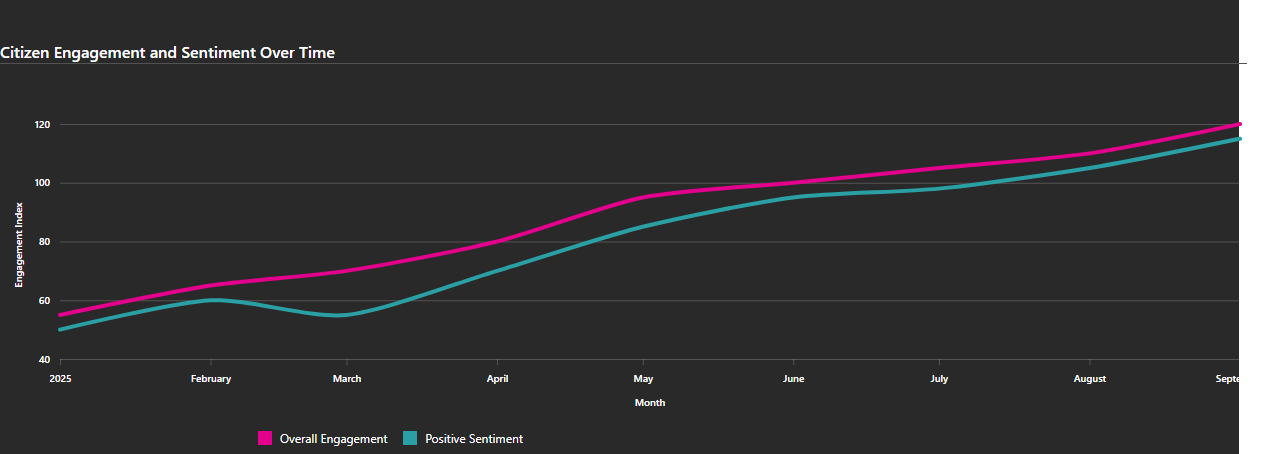 Citizen Engagement and Sentiment Over Time
120
100
80
60
40
Engagement Index
2025 February March April May June July August Septe
Month
Overall Engagement Positive Sentiment